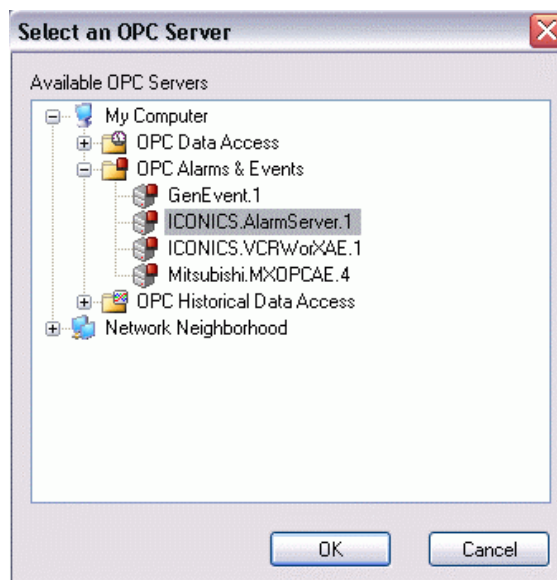 Select an OPC Server
Available OPC Servers
My Computer
OPC Data Access
OPC Alarms & Events
GenEvent.1
ICONICS.AlarmServer.1
ICONICS.VCRWorXAE.1
Mitsubishi.MXOPCAE.4
OPC Historical Data Access
Network Neighborhood
OK
Cancel